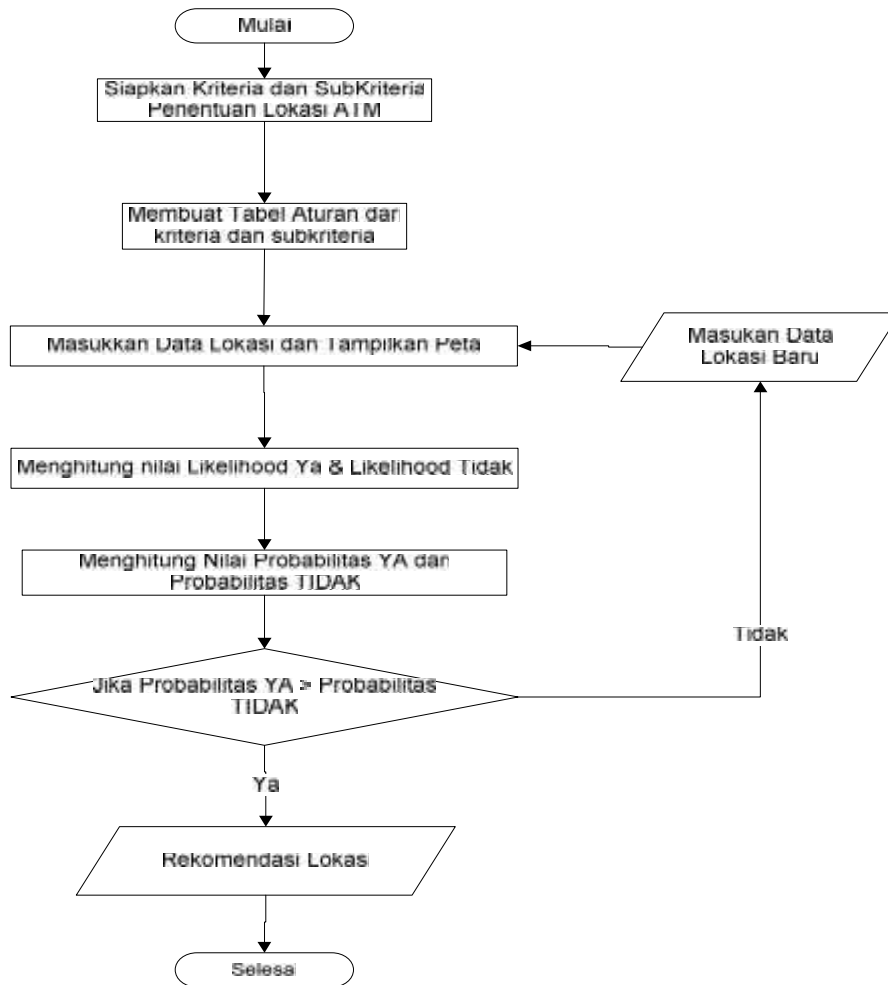 Mulai
Siapkan Kriteria dan SubKriteria
Penentuan Lokasi ATM
Membuat Tabel Aturan dari
kriteria dan subkriteria
Masukkan Data Lokasi dan Tampilkan Peta
Masukan Data
Lokasi Baru
Menghitung nilai Likelihood Ya & Likelihood Tidak
Menghitung Nilai Probabilitas YA dan
Probabilitas TIDAK
Tidak
Jika Probabilitas YA > Probabilitas
TIDAK
Ya
Rekomendasi Lokasi
Selesai